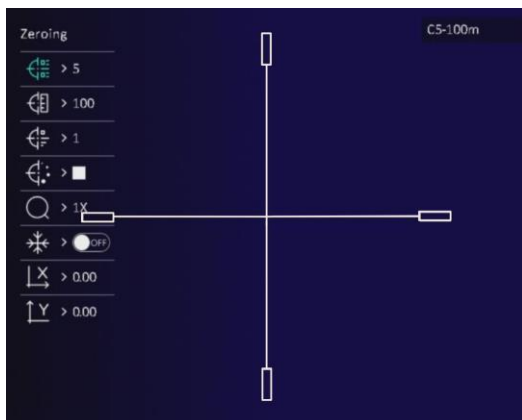 Zeroing
C5-100m
> 5
> 100
> 1
>
> 1X
> OFF
X > 0.00
Y > 0.00